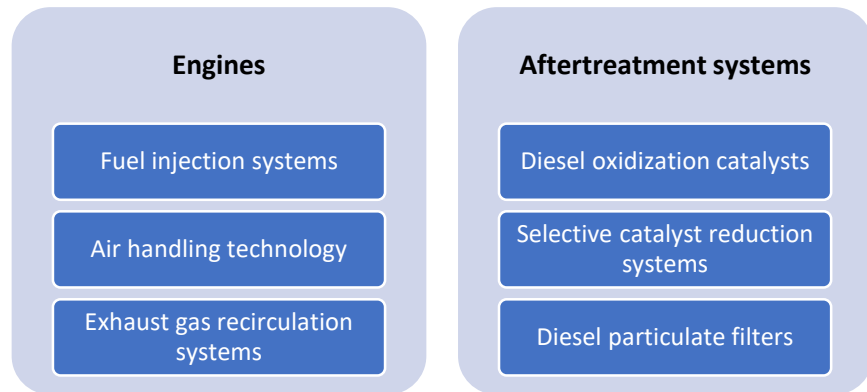 Engines
Fuel injection systems
Air handling technology
Exhaust gas recirculation
systems
Aftertreatment systems
Diesel oxidization catalysts
Selective catalyst reduction
systems
Diesel particulate filters